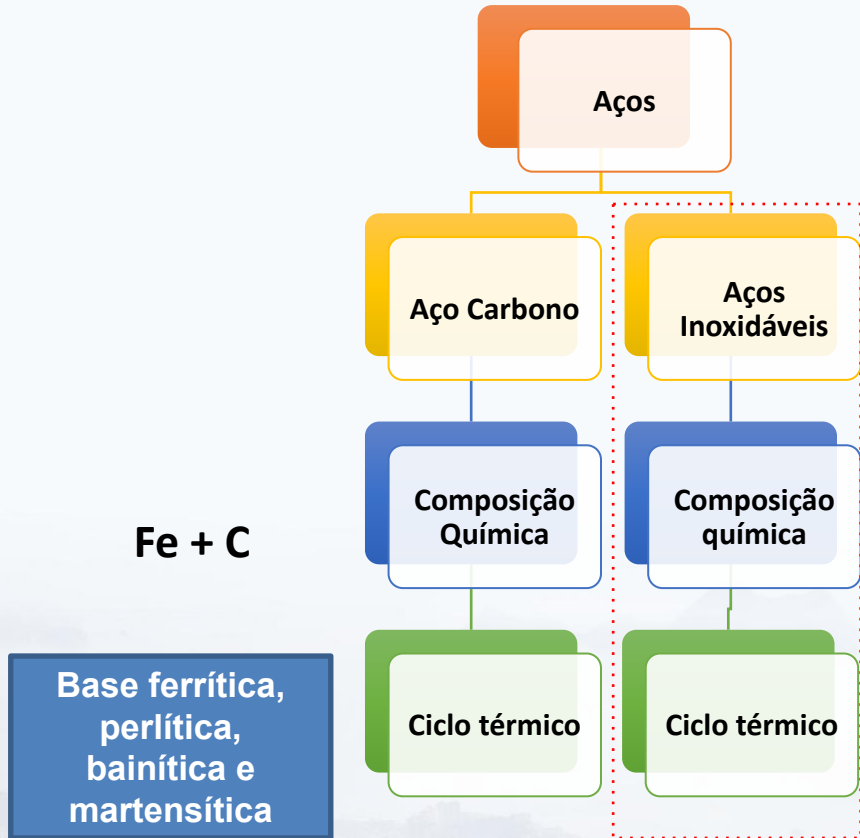 Aços
Aço Carbono
Aços
Inoxidáveis
Composição
Química
Composição
química
Fe + C
Base ferrítica,
perlítica,
bainítica e
martensítica
Ciclo térmico
Ciclo térmico